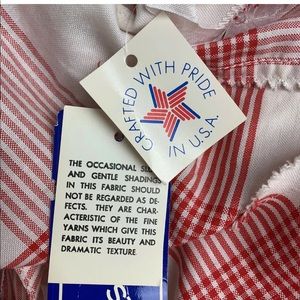 CRAFTED WITH PRIDE
IN U.S.A.
THE OCCASIONAL
AND GENTLE SHADINGS
IN THIS FABRIC SHOULD
NOT BE REGARDED AS DE-
FECTS. THEY ARE CHAR-
ACTERISTIC OF THE FINE
YARNS WHICH GIVE THIS
FABRIC ITS BEAUTY AND
DRAMATIC TEXTURE.